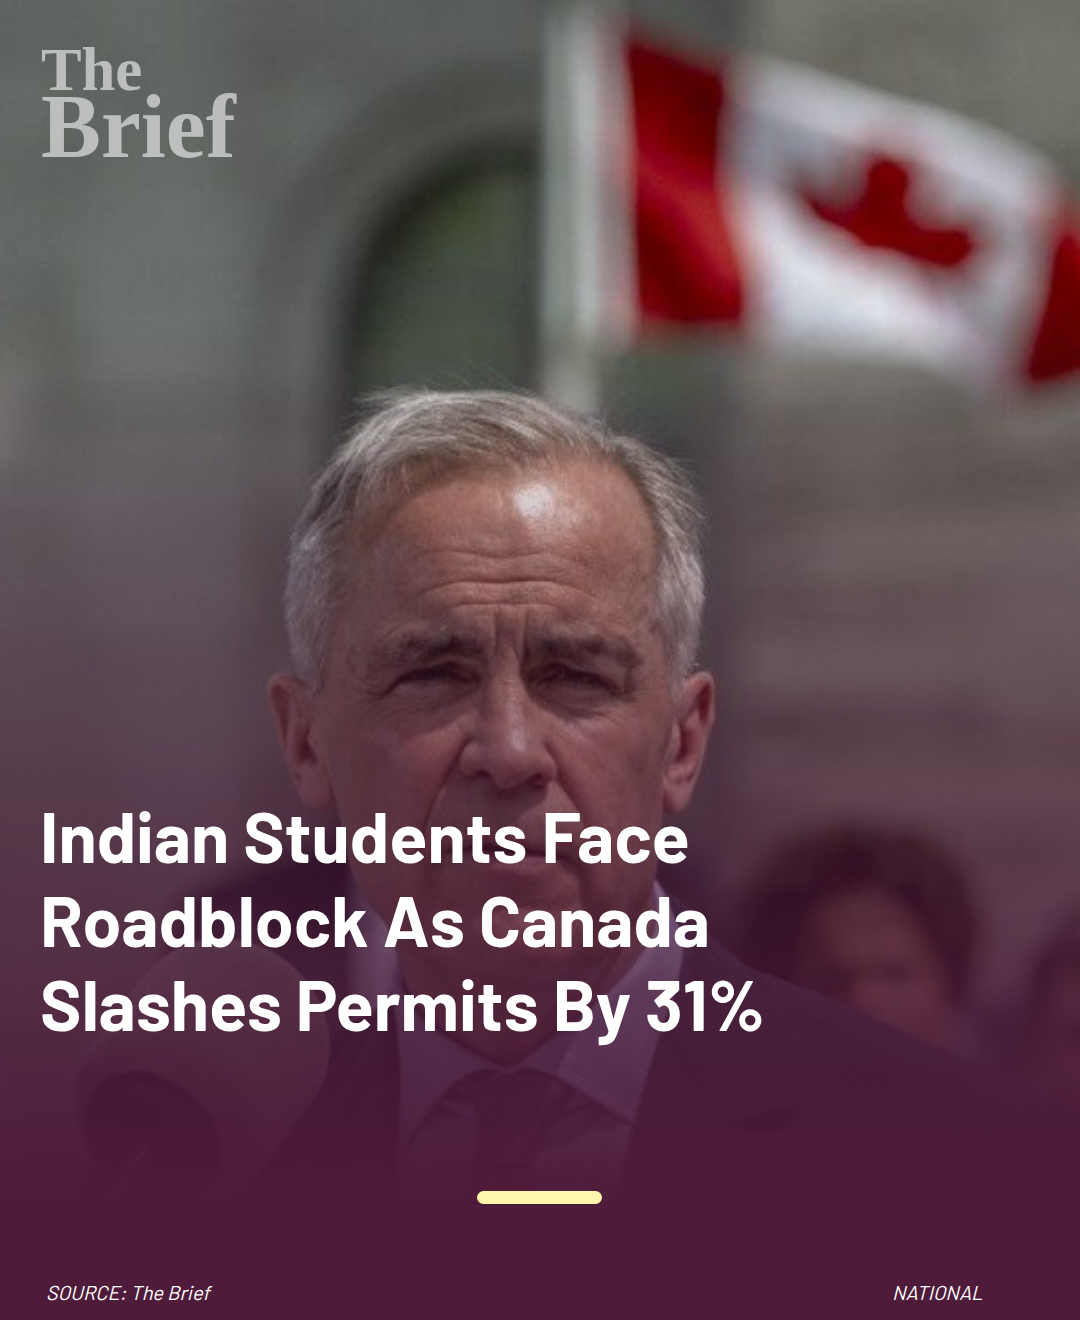 The
Brief
Indian Students Face
Roadblock As Canada
Slashes Permits By 31%
SOURCE: The Brief
NATIONAL